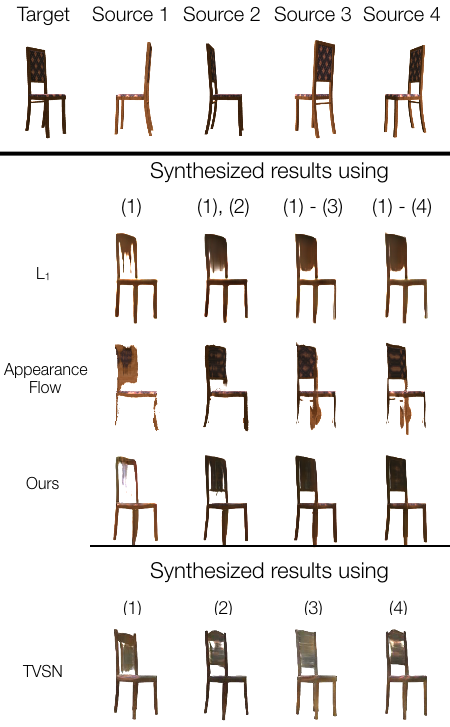 Target Source 1 Source 2 Source 3 Source 4
Synthesized results using
(1) (1), (2) (1) - (3) (1) - (4)
L₁
Appearance
Flow
Ours
Synthesized results using
(1) (2) (3) (4)
TVSN